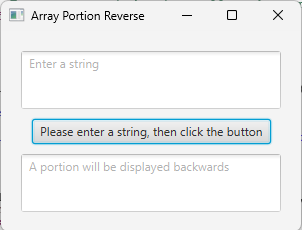 Array Portion Reverse
Enter a string
Please enter a string, then click the button
A portion will be displayed backwards